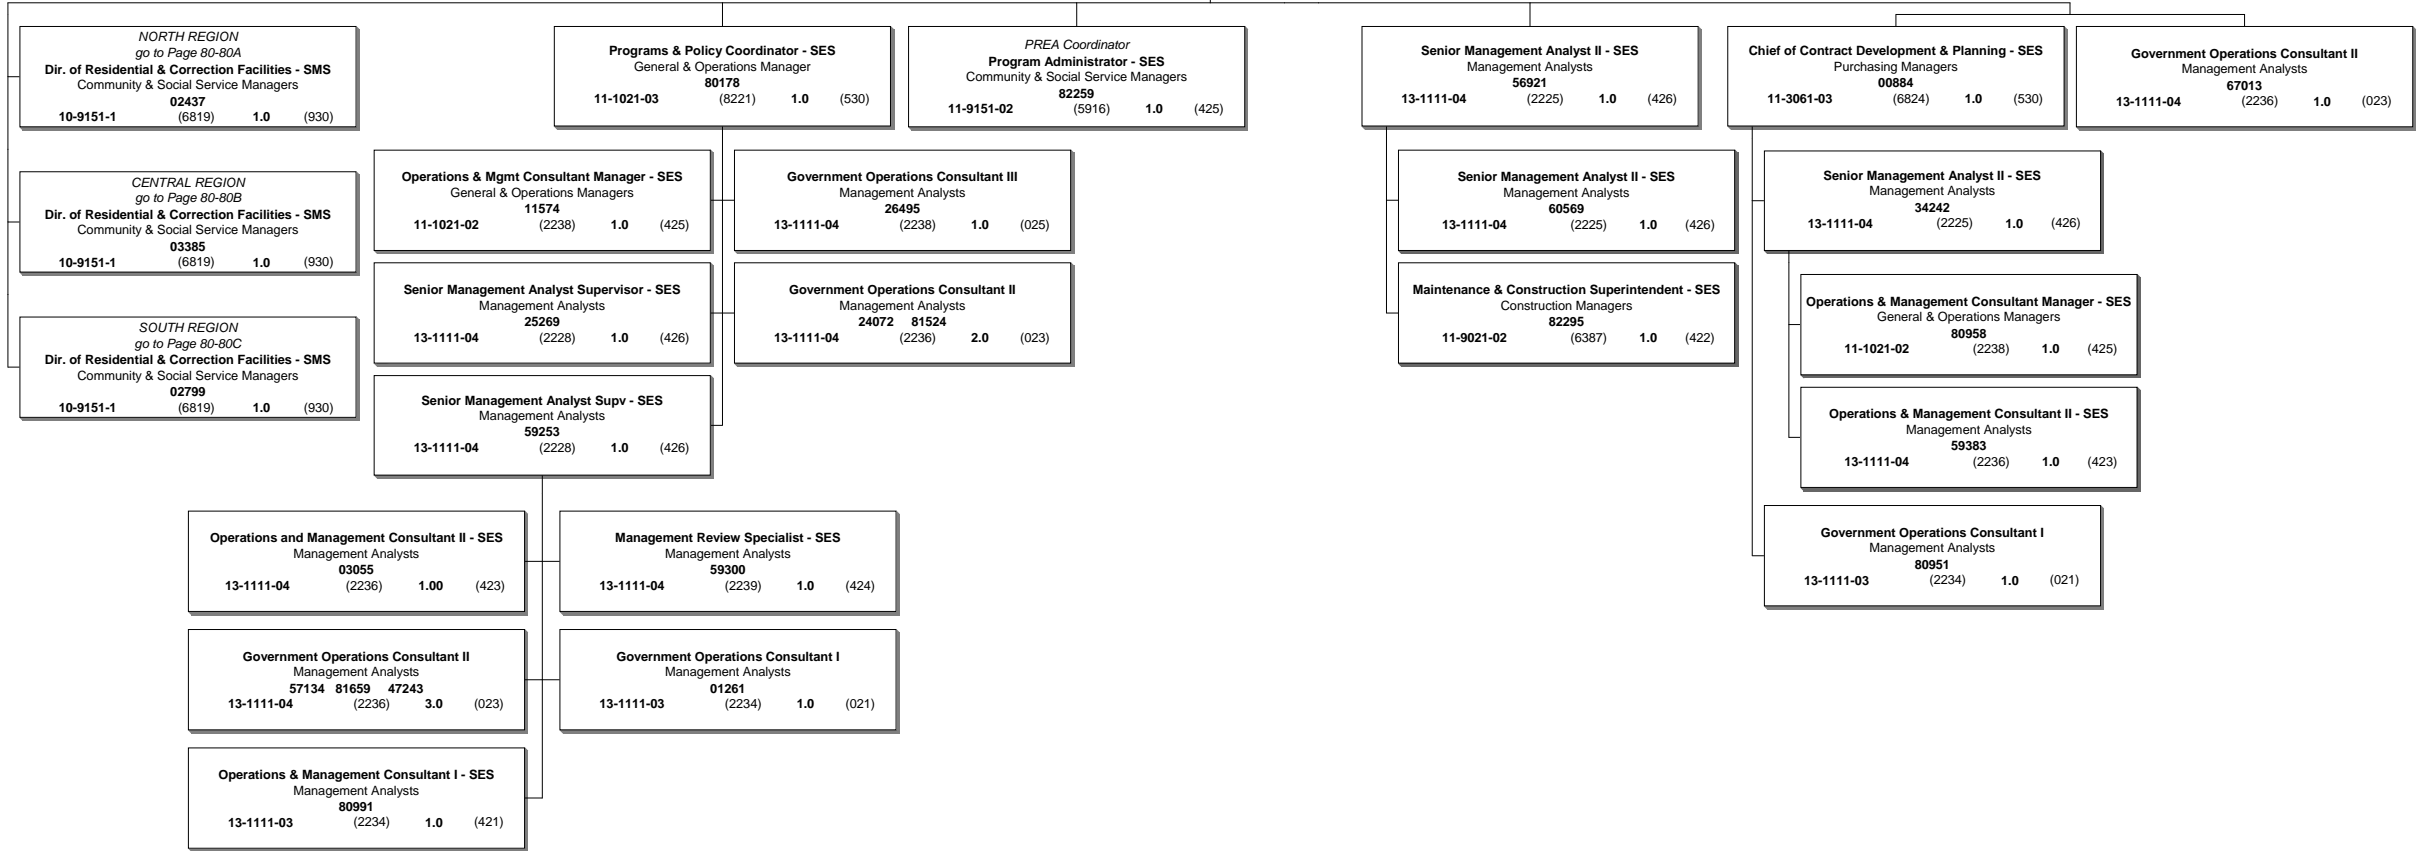 NORTH REGION
go to Page 80-80A
Dir. of Residential & Correction Facilities - SMS
Community & Social Service Managers
02437
10-9151-1 (6819) 1.0 (930)
CENTRAL REGION
go to Page 80-80B
Dir. of Residential & Correction Facilities - SMS
Community & Social Service Managers
03385
10-9151-1 (6819) 1.0 (930)
SOUTH REGION
go to Page 80-80C
Dir. of Residential & Correction Facilities - SMS
Community & Social Service Managers
02799
10-9151-1 (6819) 1.0 (930)
Programs & Policy Coordinator - SES
General & Operations Manager
80178
11-1021-03 (8221) 1.0 (530)
Operations & Mgmt Consultant Manager - SES
General & Operations Managers
11574
11-1021-02 (2238) 1.0 (425)
Government Operations Consultant III
Management Analysts
26495
13-1111-04 (2238) 1.0 (025)
Senior Management Analyst Supervisor - SES
Management Analysts
25269
13-1111-04 (2228) 1.0 (426)
Government Operations Consultant II
Management Analysts
24072 81524
13-1111-04 (2236) 2.0 (023)
Senior Management Analyst Supv - SES
Management Analysts
59253
13-1111-04 (2228) 1.0 (426)
Operations and Management Consultant II - SES
Management Analysts
03055
13-1111-04 (2236) 1.00 (423)
Management Review Specialist - SES
Management Analysts
59300
13-1111-04 (2239) 1.0 (424)
Government Operations Consultant II
Management Analysts
57134 81659 47243
13-1111-04 (2236) 3.0 (023)
Government Operations Consultant I
Management Analysts
01261
13-1111-03 (2234) 1.0 (021)
Operations & Management Consultant I - SES
Management Analysts
80991
13-1111-03 (2234) 1.0 (421)
PREA Coordinator
Program Administrator - SES
Community & Social Service Managers
82259
11-9151-02 (5916) 1.0 (425)
Senior Management Analyst II - SES
Management Analysts
56921
13-1111-04 (2225) 1.0 (426)
Senior Management Analyst II - SES
Management Analysts
60569
13-1111-04 (2225) 1.0 (426)
Maintenance & Construction Superintendent - SES
Construction Managers
82295
11-9021-02 (6387) 1.0 (422)
Chief of Contract Development & Planning - SES
Purchasing Managers
00884
11-3061-03 (6824) 1.0 (530)
Senior Management Analyst II - SES
Management Analysts
34242
13-1111-04 (2225) 1.0 (426)
Operations & Management Consultant Manager - SES
General & Operations Managers
80958
11-1021-02 (2238) 1.0 (425)
Operations & Management Consultant II - SES
Management Analysts
59383
13-1111-04 (2236) 1.0 (423)
Government Operations Consultant I
Management Analysts
80951
13-1111-03 (2234) 1.0 (021)
Government Operations Consultant II
Management Analysts
67013
13-1111-04 (2236) 1.0 (023)